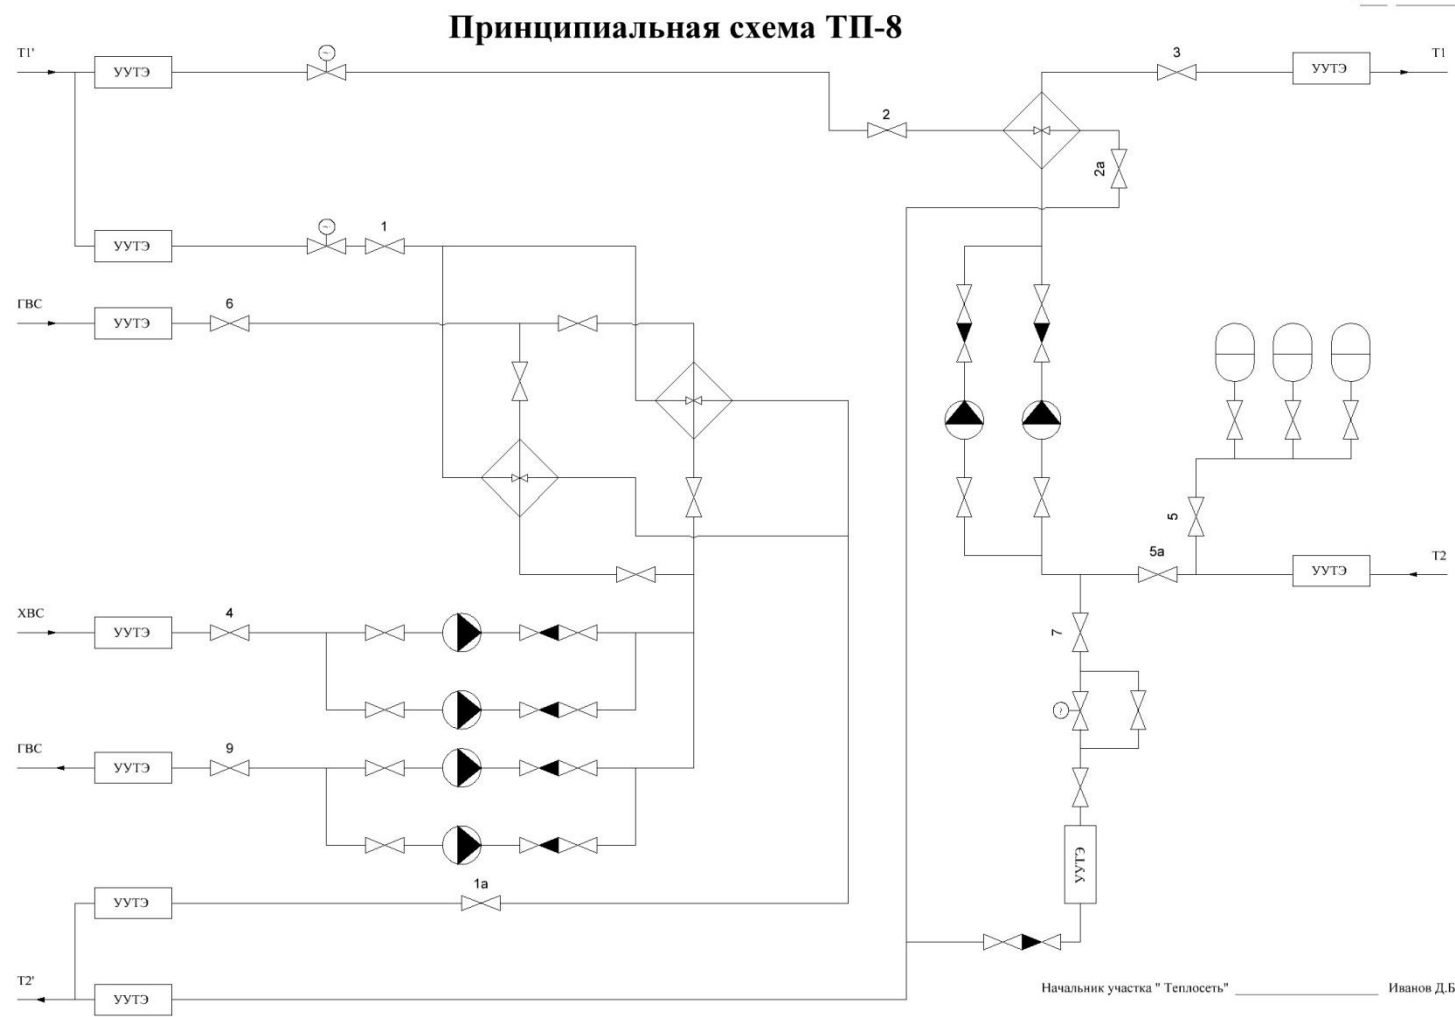 Принципиальная схема ТП-8
Т1'
УУТЭ
~
3
УУТЭ
Т1
2
2а
УУТЭ
~
1
ГВС
УУТЭ
6
5
5а
УУТЭ
Т2
ХВС
УУТЭ
4
7
~
ГВС
УУТЭ
9
УУТЭ
УУТЭ
1а
Т2'
УУТЭ
Начальник участка " Теплосеть" ____ Иванов Д.Б